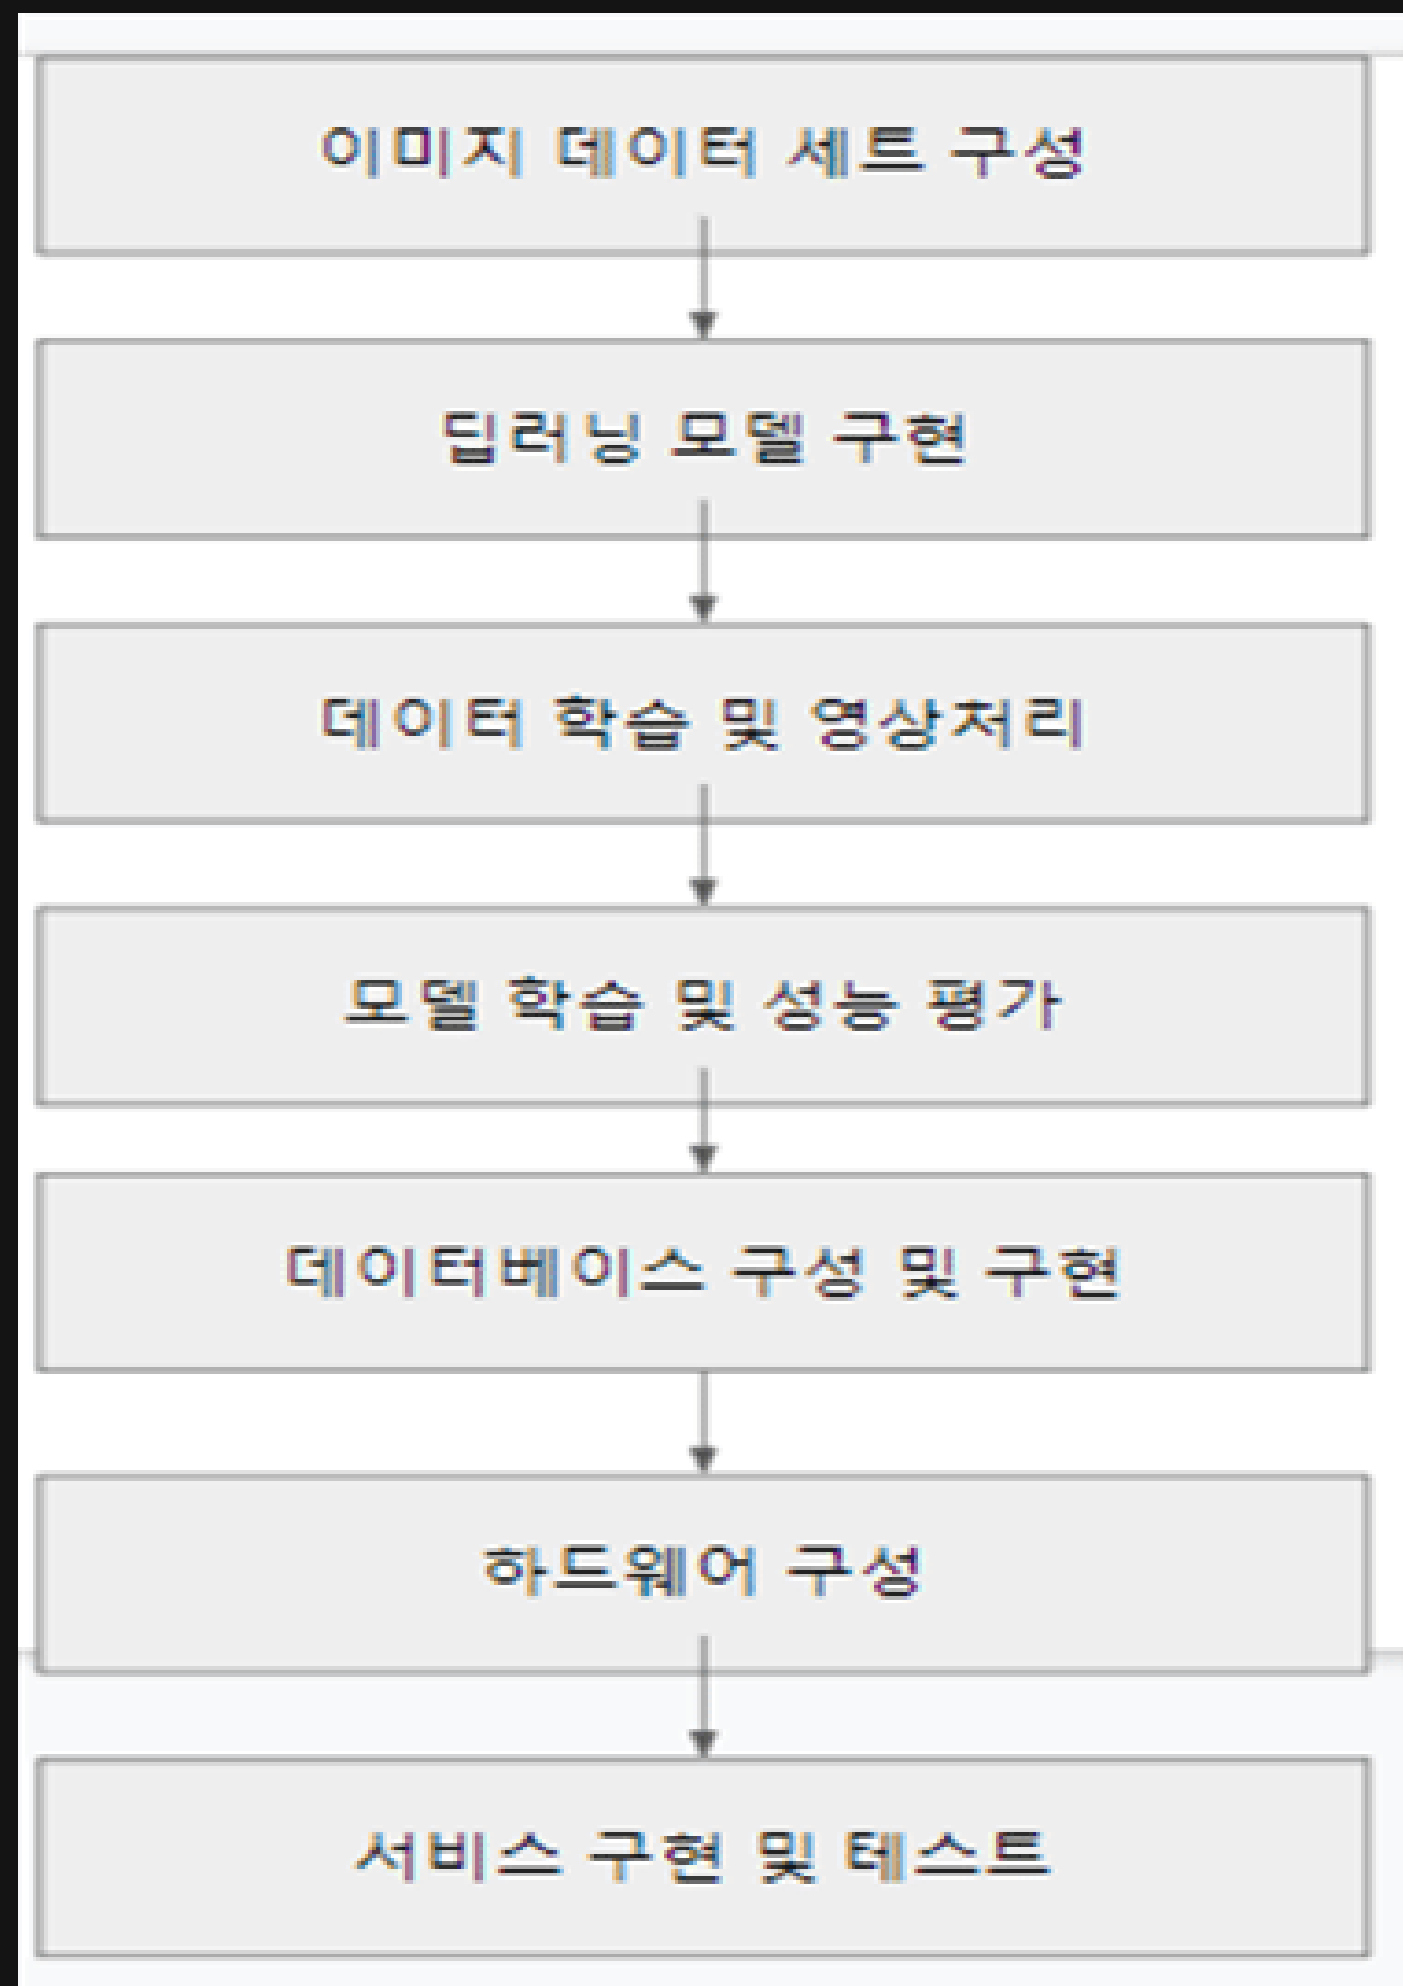 이미지 데이터 세트 구성
딥러닝 모델 구현
데이터 학습 및 영상처리
모델 학습 및 성능 평가
데이터베이스 구성 및 구현
하드웨어 구성
서비스 구현 및 테스트